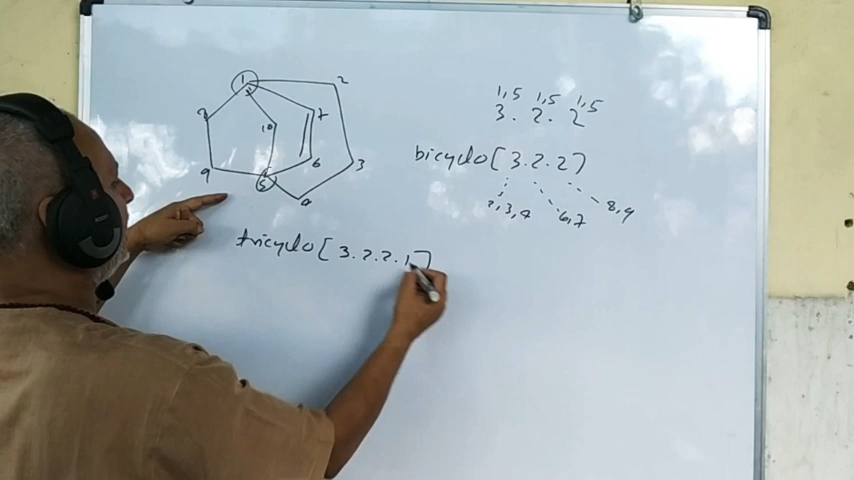 1
2
8
10
7
9
5
6
3
4
1,5 1,5 1,5
3. 2. 2
bicyclo[3.2.2]
2,3,4 6,7 8,9
tricyclo[3.2.2.1]